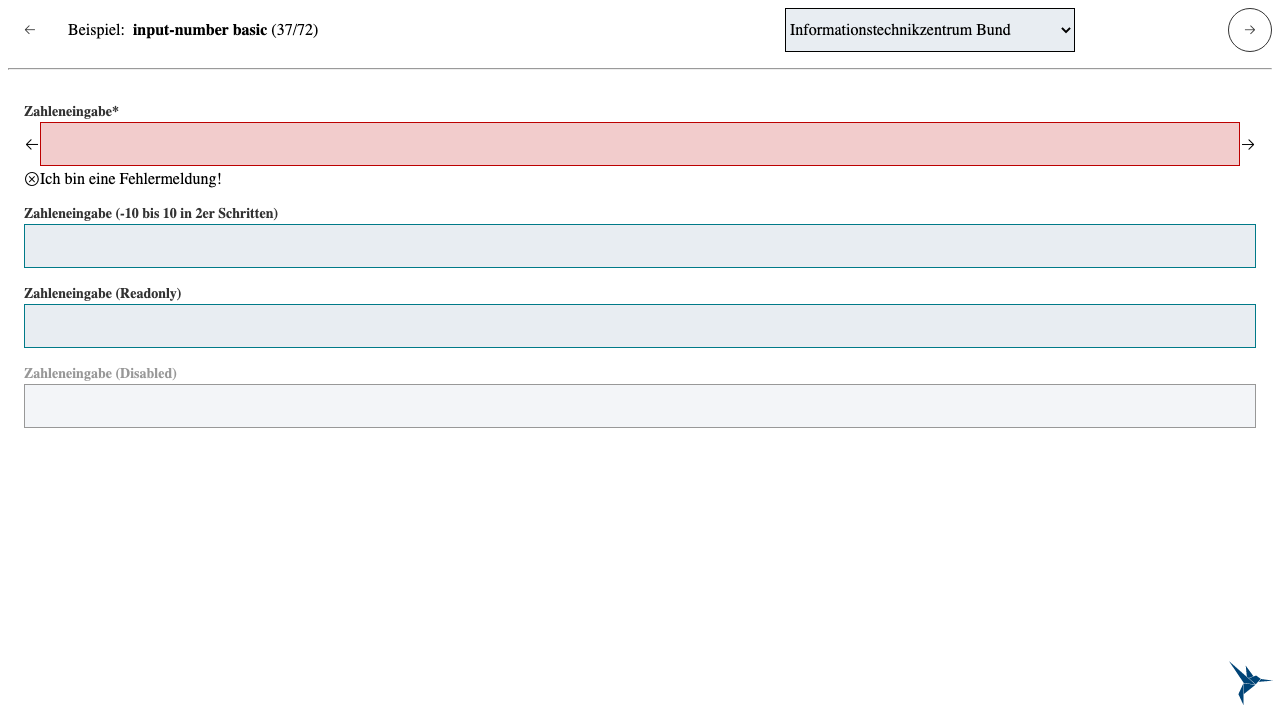 Beispiel: input-number basic (37/72)
Informationstechnikzentrum Bund
Zahleneingabe*
Ich bin eine Fehlermeldung!
Zahleneingabe (-10 bis 10 in 2er Schritten)
Zahleneingabe (Readonly)
Zahleneingabe (Disabled)